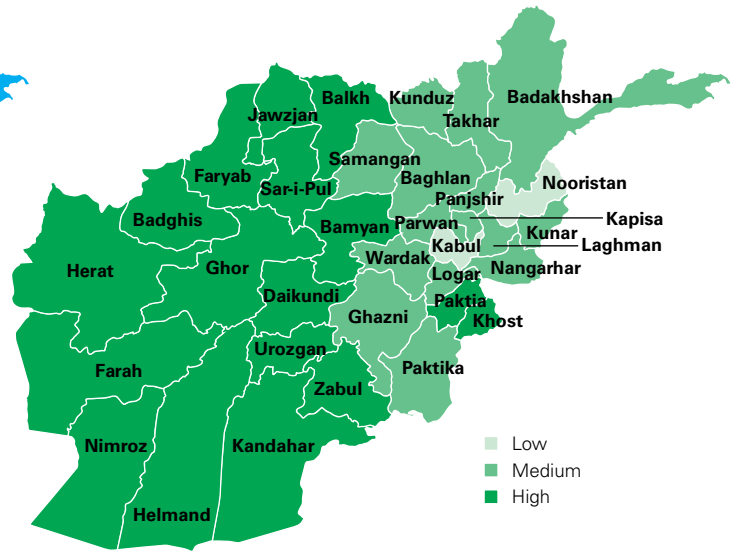 Balkh
Kunduz
Badakhshan
Jawzjan
Takhar
Samangan
Faryab
Sar-i-Pul
Baghlan
Nooristan
Panjshir
Badghis
Bamyan
Parwan
Kapisa
Kunar
Kabul
Laghman
Herat
Ghor
Wardak
Logar
Nangarhar
Daikundi
Paktia
Ghazni
Khost
Urozgan
Farah
Paktika
Zabul
Nimroz
Kandahar
Low
Medium
High
Helmand